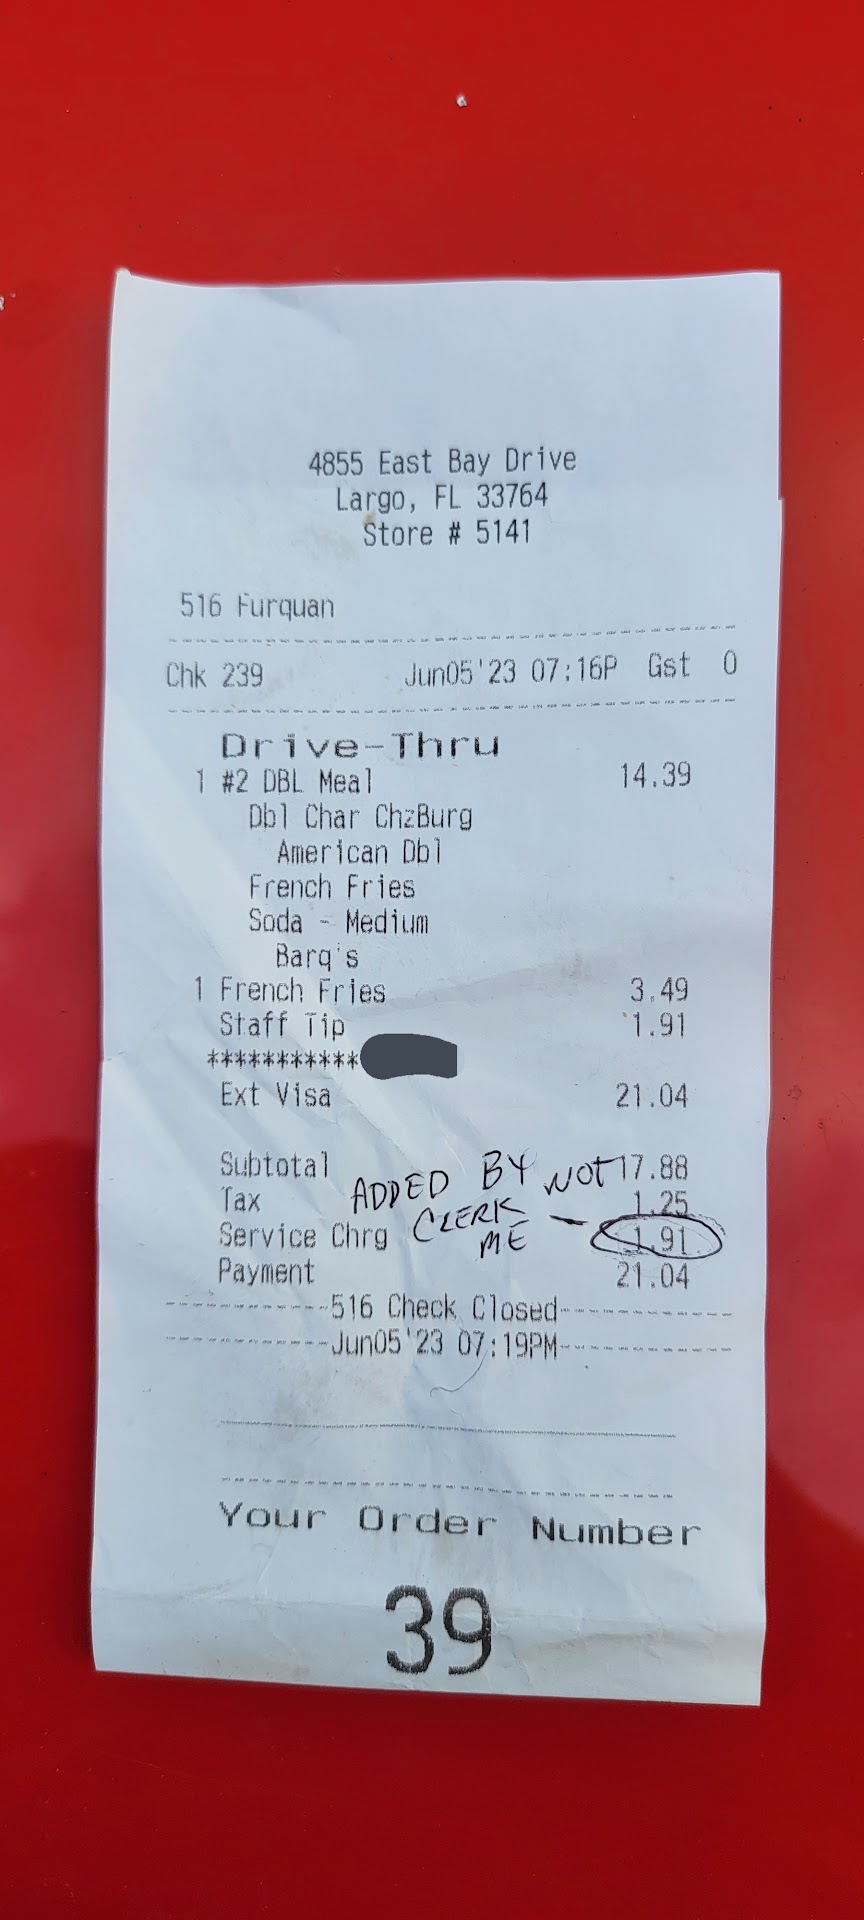 4855 East Bay Drive
Largo, FL 33764
Store # 5141
516 Furquan
Chk 239 Jun05'23 07:16P Gst 0
Drive-Thru
1 #2 DBL Meal 14.39
Dbl Char ChzBurg
American Dbl
French Fries
Soda - Medium
Barq's
1 French Fries 3.49
Staff Tip 1.91
***********
Ext Visa 21.04
Subtotal 17.88
Tax 1.25
Service Chrg 1.91
Payment 21.04
ADDED BY
CLERK NOT
ME
516 Check Closed
Jun05'23 07:19PM
Your Order Number
39